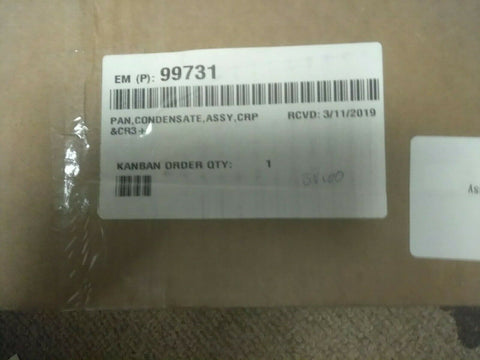 EM (P): 99731
PAN,CONDENSATE,ASSY,CRP RCVD: 3/11/2019
&CR3+
KANBAN ORDER QTY: 1